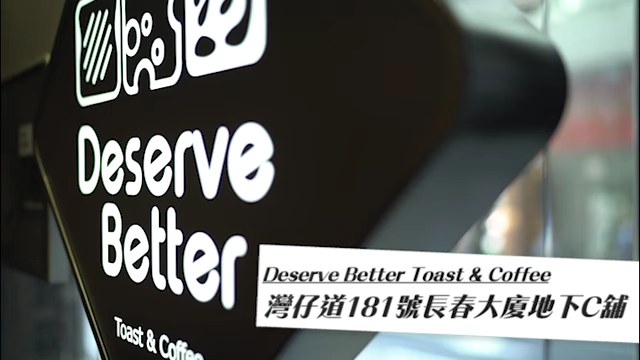 Deserve
Better
Toast & Coffee
Deserve Better Toast & Coffee
灣仔道181號長春大廈地下C舖